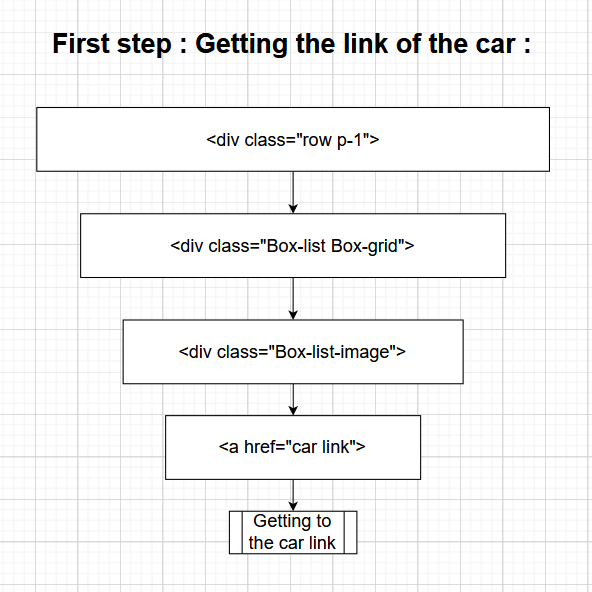 First step : Getting the link of the car :
<div class="row p-1">
<div class="Box-list Box-grid">
<div class="Box-list-image">
<a href="car link">
Getting to
the car link